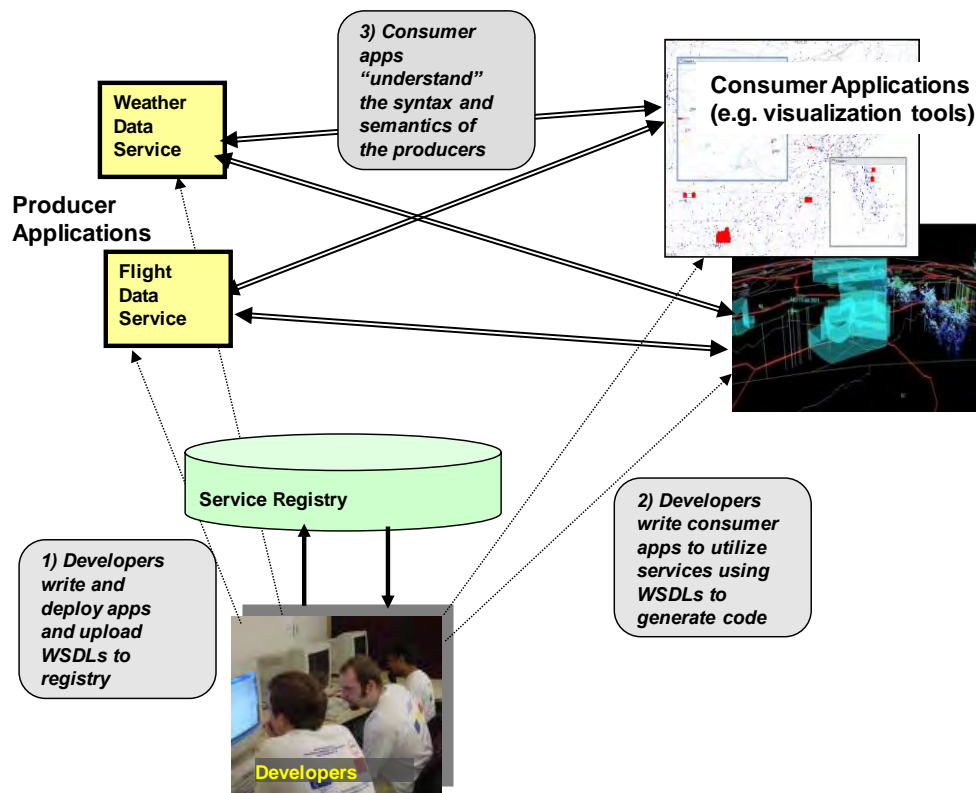 3) Consumer
apps
“understand”
the syntax and
semantics of
the producers
Consumer Applications
(e.g. visualization tools)
Weather
Data
Service
Producer
Applications
Flight
Data
Service
Service Registry
2) Developers
write consumer
apps to utilize
services using
WSDLs to
generate code
1) Developers
write and
deploy apps
and upload
WSDLs to
registry
Developers